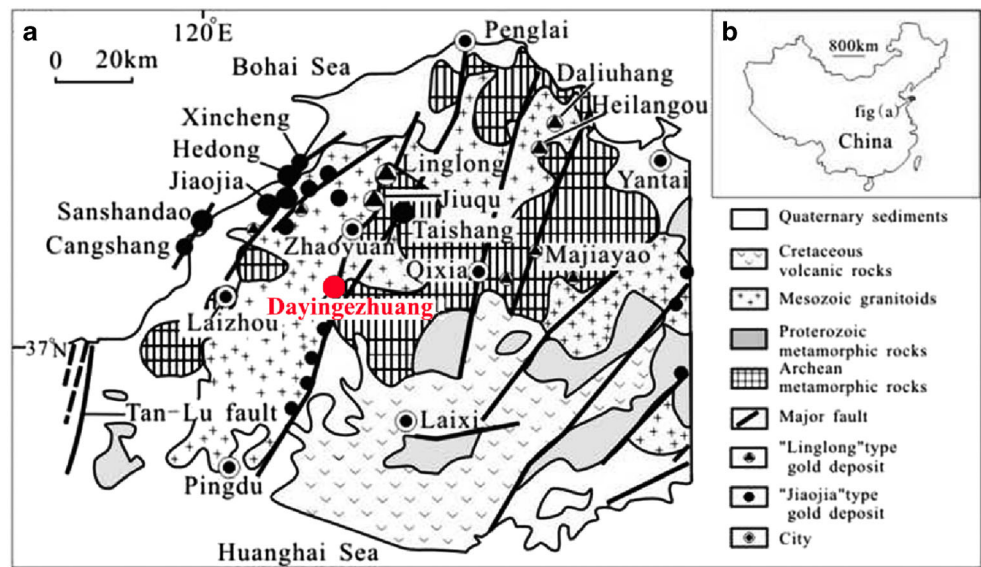 a
120°E
0 20km
Bohai Sea
Penglai
Daliuhang
Heilangou
Xincheng
Hedong
Jiaojia
Sanshandao
Cangshang
Linglong
Jiuqu
Taishang
Zhaoyuan
Yantai
Qixia
Majiayao
Dayingezhuang
Laizhou
37°N
Tan-Lu fault
Laixi
Pingdu
Huanghai Sea
b
800km
fig (a)
China
Quaternary sediments
Cretaceous
volcanic rocks
Mesozoic granitoids
Proterozoic
metamorphic rocks
Archean
metamorphic rocks
Major fault
"Linglong"type
gold deposit
"Jiaojia"type
gold deposit
City